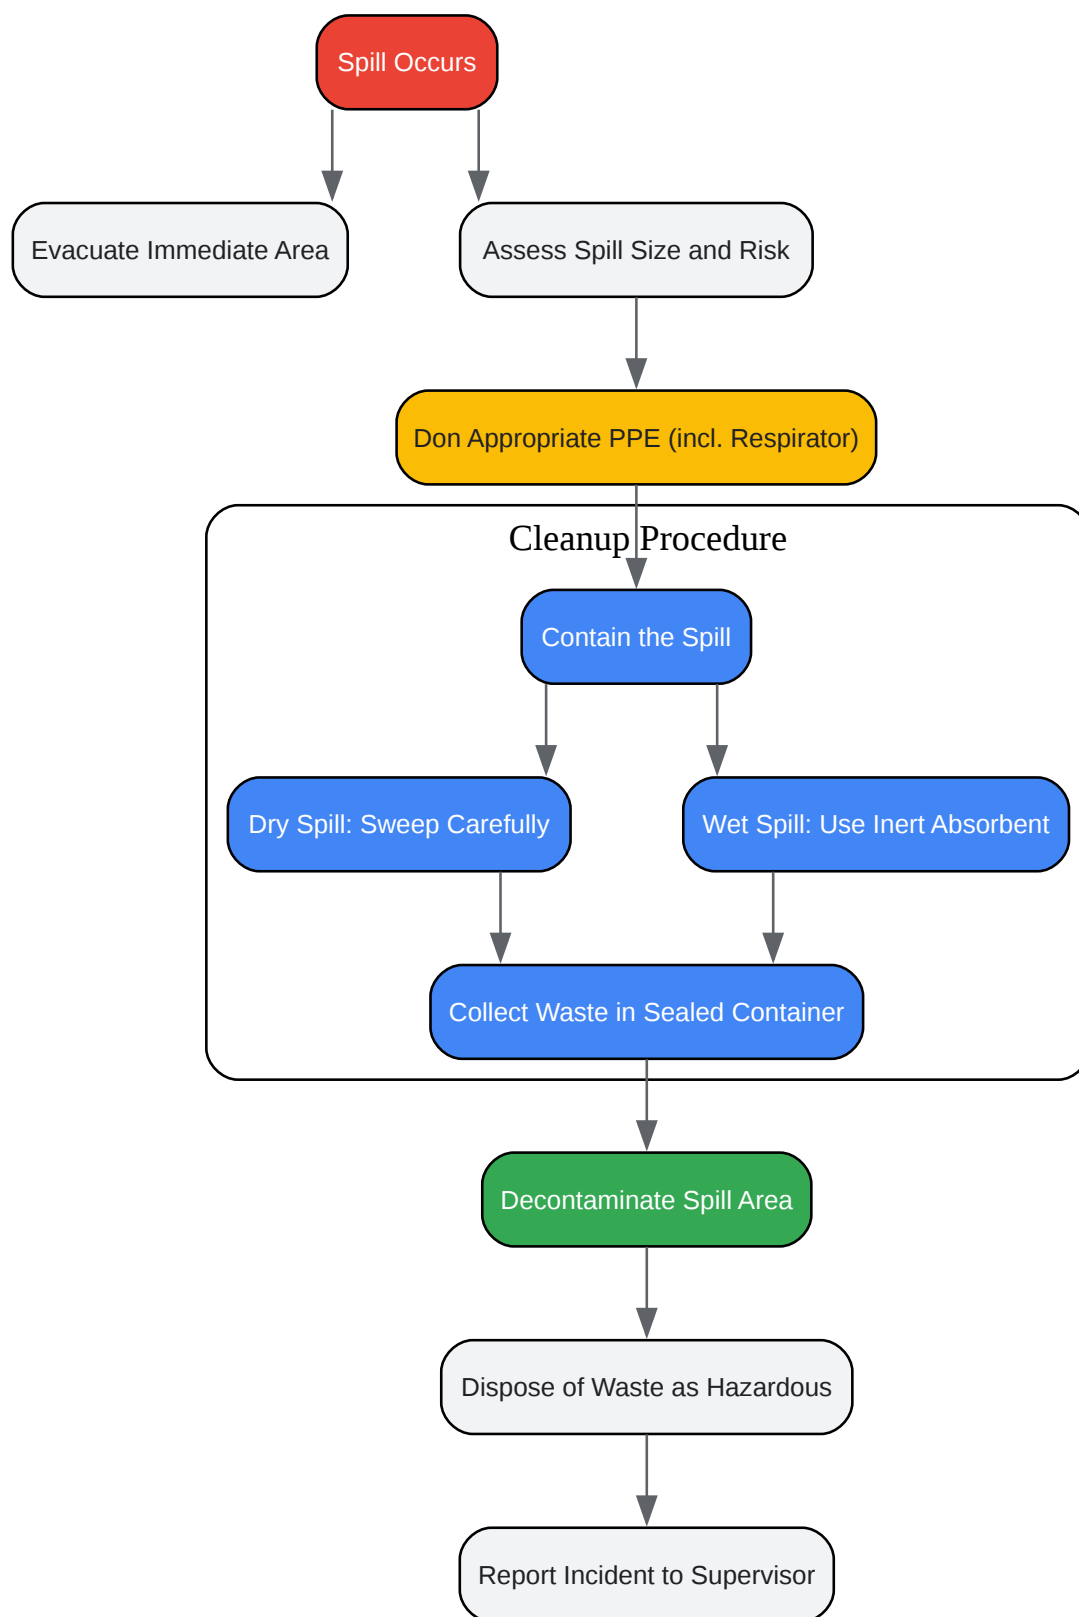 Spill Occurs
Evacuate Immediate Area
Assess Spill Size and Risk
Don Appropriate PPE (incl. Respirator)
Cleanup Procedure
Contain the Spill
Dry Spill: Sweep Carefully
Wet Spill: Use Inert Absorbent
Collect Waste in Sealed Container
Decontaminate Spill Area
Dispose of Waste as Hazardous
Report Incident to Supervisor